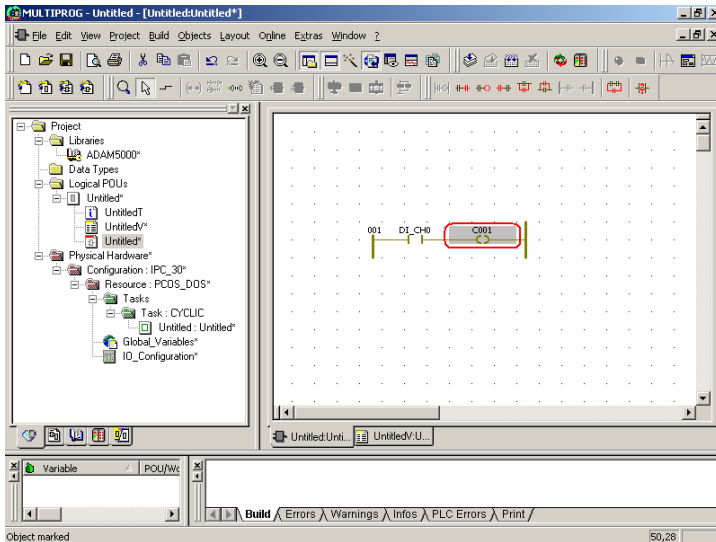 MULTIPROG - Untitled - [Untitled:Untitled*]
File Edit View Project Build Objects Layout Online Extras Window ?
Project
Libraries
ADAM5000*
Data Types
Logical POUs
Untitled*
UntitledT
UntitledV*
Untitled*
Physical Hardware*
Configuration : IPC_30*
Resource : PCOS_DOS*
Tasks
Task : CYCLIC
Untitled : Untitled*
Global_Variables*
IO_Configuration*
001 DI_CH0 C001
Untitled:Unti... UntitledV:U...
Variable POU/Wc
Build Errors Warnings Infos PLC Errors Print
Object marked 50,28